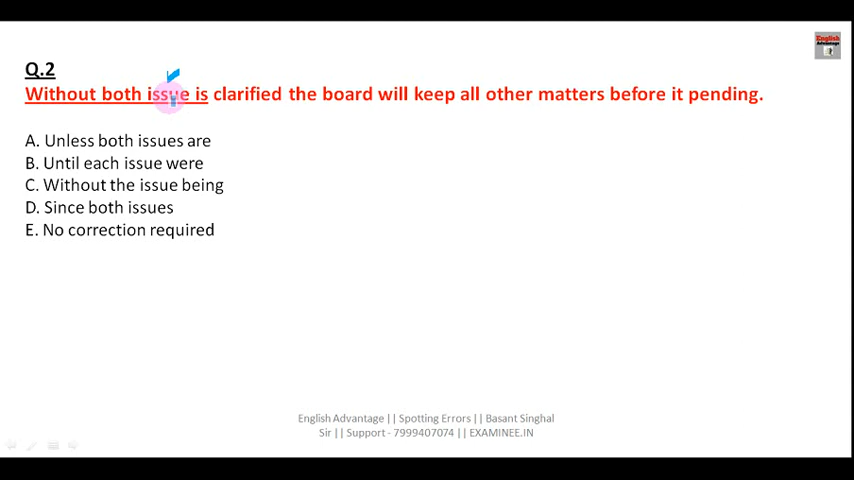 English
Advantage
Q.2
Without both issue is clarified the board will keep all other matters before it pending.
A. Unless both issues are
B. Until each issue were
C. Without the issue being
D. Since both issues
E. No correction required
English Advantage || Spotting Errors || Basant Singhal
Sir || Support - 7999407074 || EXAMINEE.IN